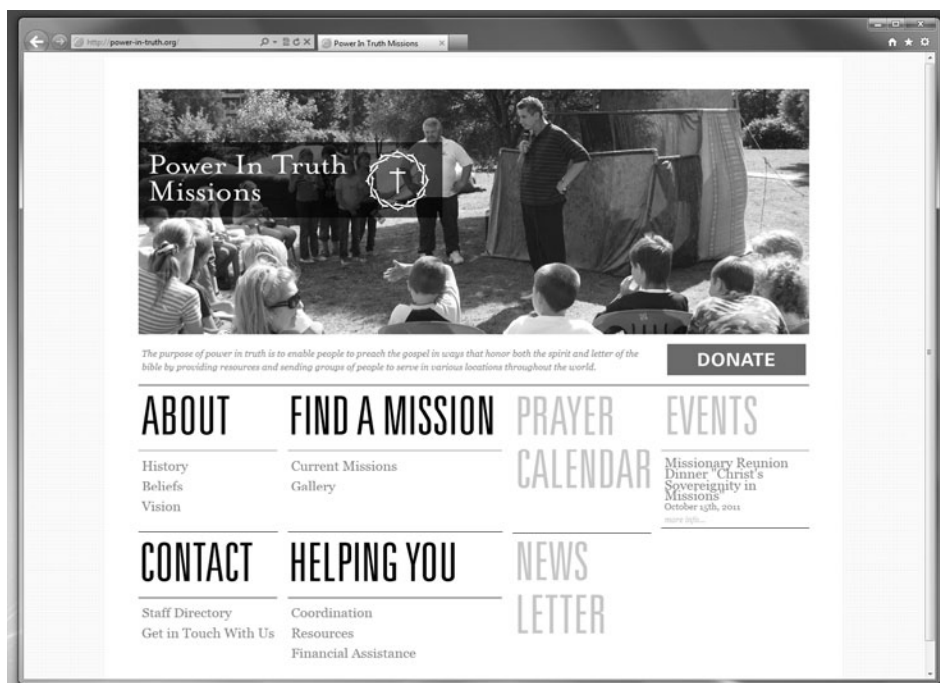 http://power-in-truth.org/
Power In Truth Missions
Power In Truth
Missions
The purpose of power in truth is to enable people to preach the gospel in ways that honor both the spirit and letter of the
bible by providing resources and sending groups of people to serve in various locations throughout the world.
DONATE
ABOUT
History
Beliefs
Vision
FIND A MISSION
Current Missions
Gallery
PRAYER
CALENDAR
EVENTS
Missionary Reunion
Dinner "Christ's
Sovereignity in
Missions"
October 15th, 2011
more info...
CONTACT
Staff Directory
Get in Touch With Us
HELPING YOU
Coordination
Resources
Financial Assistance
NEWS
LETTER